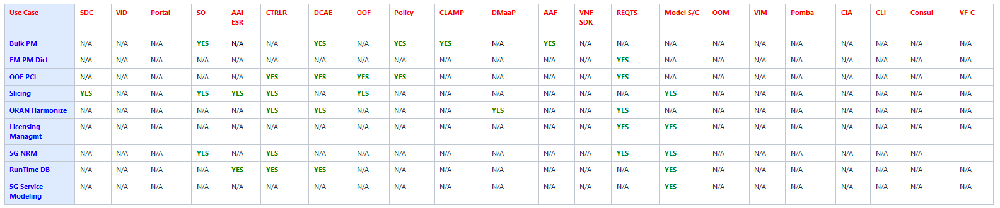 Use Case SDC VID Portal SO AAI ESR CTRLR DCAE OOF Policy CLAMP DMaaP AAF VNF SDK REQTS Model S/C OOM VIM Pomba CIA CLI Consul VF-C
Bulk PM N/A N/A N/A YES N/A N/A YES N/A YES YES N/A YES N/A N/A N/A N/A N/A N/A N/A N/A N/A N/A
FM PM Dict N/A N/A N/A N/A N/A N/A N/A N/A N/A N/A N/A N/A N/A YES N/A N/A N/A N/A N/A N/A N/A N/A
OOF PCI N/A N/A N/A N/A N/A YES YES YES YES N/A N/A N/A N/A YES N/A N/A N/A N/A N/A N/A N/A N/A
Slicing YES N/A N/A YES YES YES N/A YES N/A N/A N/A N/A N/A N/A YES N/A N/A N/A N/A N/A N/A N/A
ORAN Harmonize N/A N/A N/A N/A N/A YES YES N/A N/A N/A YES N/A N/A YES N/A N/A N/A N/A N/A N/A N/A N/A
Licensing Managmt N/A N/A N/A N/A N/A N/A N/A N/A N/A N/A N/A N/A N/A YES YES N/A N/A N/A N/A N/A N/A N/A
5G NRM N/A N/A N/A YES N/A YES N/A N/A N/A N/A N/A N/A N/A YES YES N/A N/A N/A N/A N/A N/A
RunTime DB N/A N/A N/A N/A YES YES YES N/A N/A N/A N/A N/A N/A N/A YES N/A N/A N/A N/A N/A N/A N/A
5G Service Modeling N/A N/A N/A N/A N/A N/A N/A N/A N/A N/A N/A N/A N/A N/A YES N/A N/A N/A N/A N/A N/A N/A